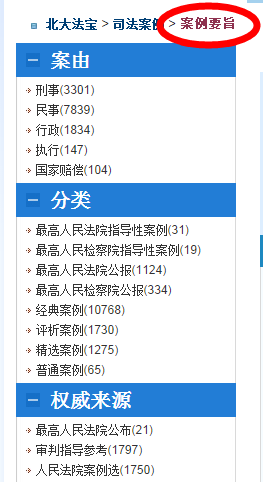 北大法宝 > 司法案例 > 案例要旨
案由
刑事(3301)
民事(7839)
行政(1834)
执行(147)
国家赔偿(104)
分类
最高人民法院指导性案例(31)
最高人民检察院指导性案例(19)
最高人民法院公报(1124)
最高人民检察院公报(334)
经典案例(10768)
评析案例(1730)
精选案例(1275)
普通案例(65)
权威来源
最高人民法院公布(21)
审判指导参考(1797)
人民法院案例选(1750)